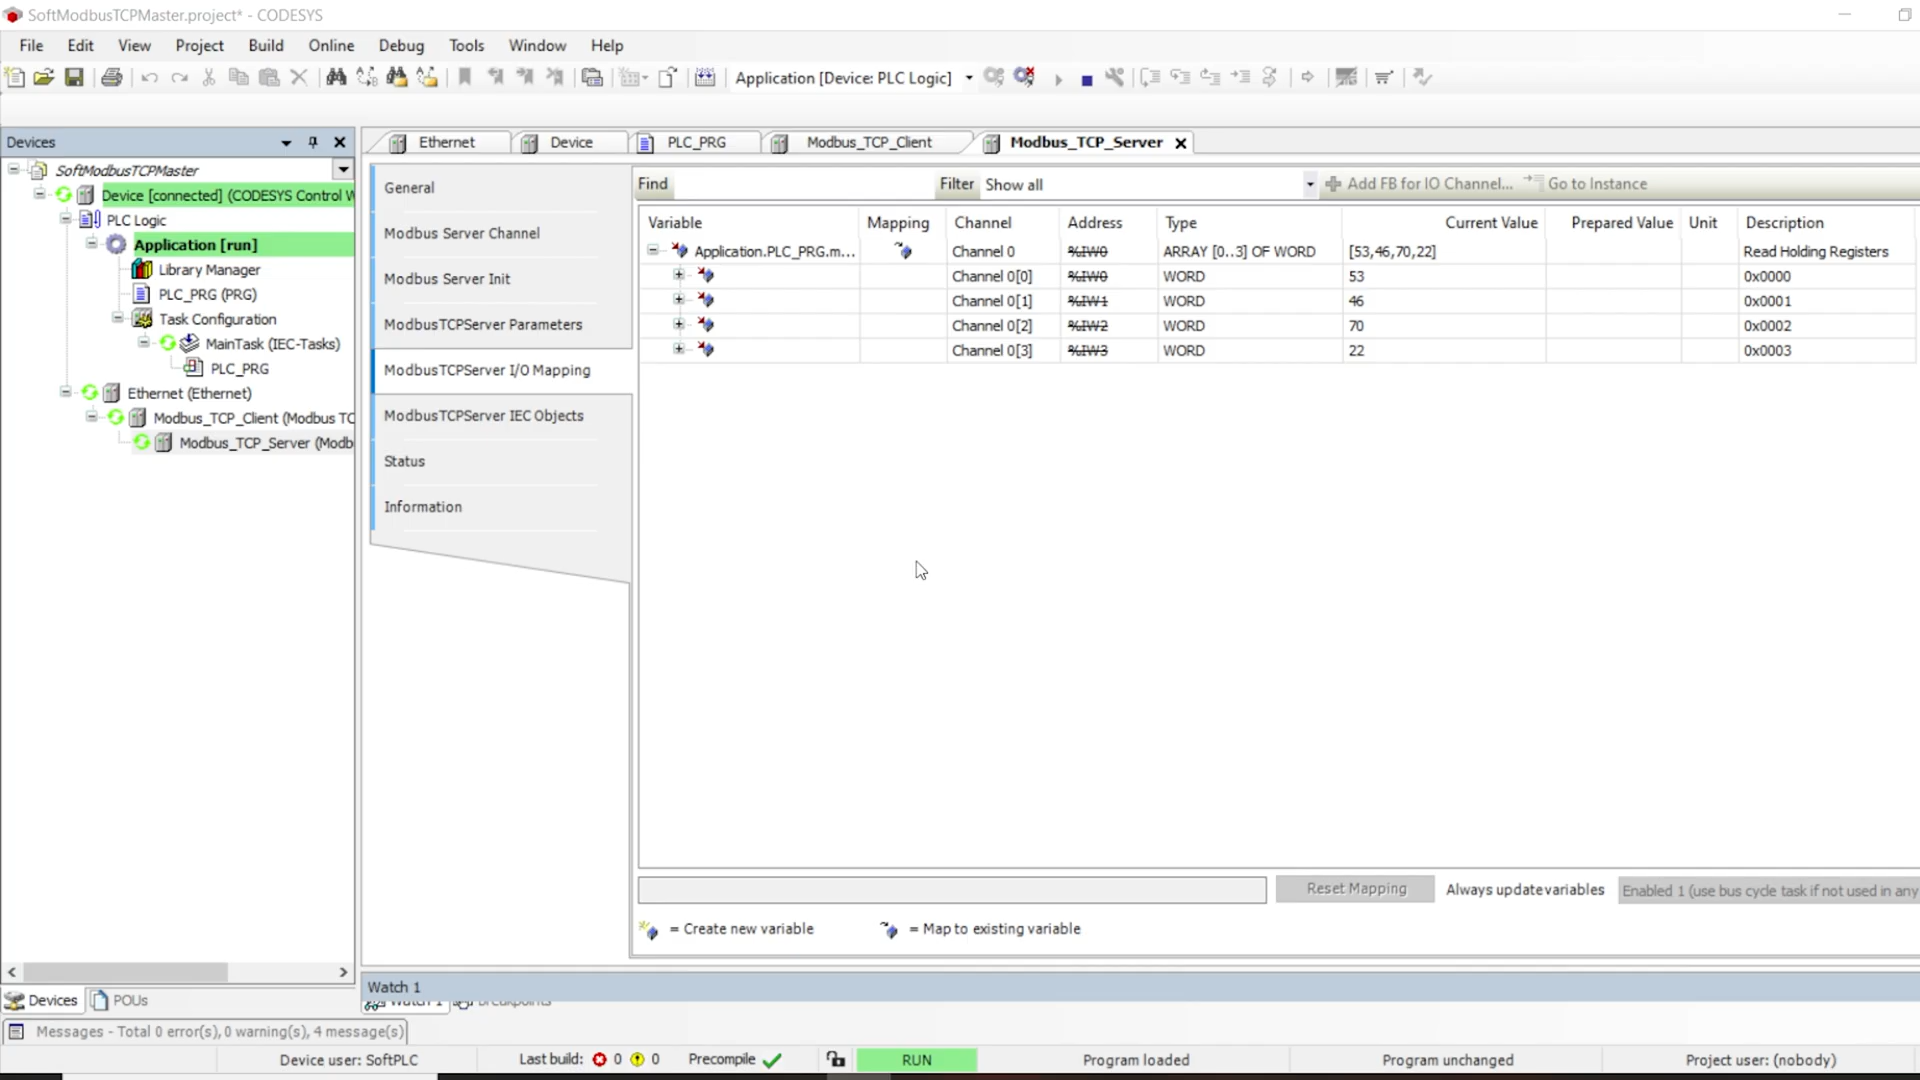 SoftModbusTCPMaster.project* - CODESYS
File Edit View Project Build Online Debug Tools Window Help
Application [Device: PLC Logic]
Devices
SoftModbusTCPMaster
Device [connected] (CODESYS Control W
PLC Logic
Application [run]
Library Manager
PLC_PRG (PRG)
Task Configuration
MainTask (IEC-Tasks)
PLC_PRG
Ethernet (Ethernet)
Modbus_TCP_Client (Modbus TC
Modbus_TCP_Server (Modb
Devices POUs
Ethernet Device PLC_PRG Modbus_TCP_Client Modbus_TCP_Server
General
Modbus Server Channel
Modbus Server Init
ModbusTCPServer Parameters
ModbusTCPServer I/O Mapping
ModbusTCPServer IEC Objects
Status
Information
Find Filter Show all Add FB for IO Channel... Go to Instance
Variable Mapping Channel Address Type Current Value Prepared Value Unit Description
Application.PLC_PRG.m... Channel 0 %IW0 ARRAY [0..3] OF WORD [53,46,70,22] Read Holding Registers
Channel 0[0] %IW0 WORD 53 0x0000
Channel 0[1] %IW1 WORD 46 0x0001
Channel 0[2] %IW2 WORD 70 0x0002
Channel 0[3] %IW3 WORD 22 0x0003
Reset Mapping Always update variables Enabled 1 (use bus cycle task if not used in any
= Create new variable = Map to existing variable
Watch 1
Watch 1 Breakpoints
Messages - Total 0 error(s), 0 warning(s), 4 message(s)
Device user: SoftPLC Last build: 0 0 Precompile RUN Program loaded Program unchanged Project user: (nobody)